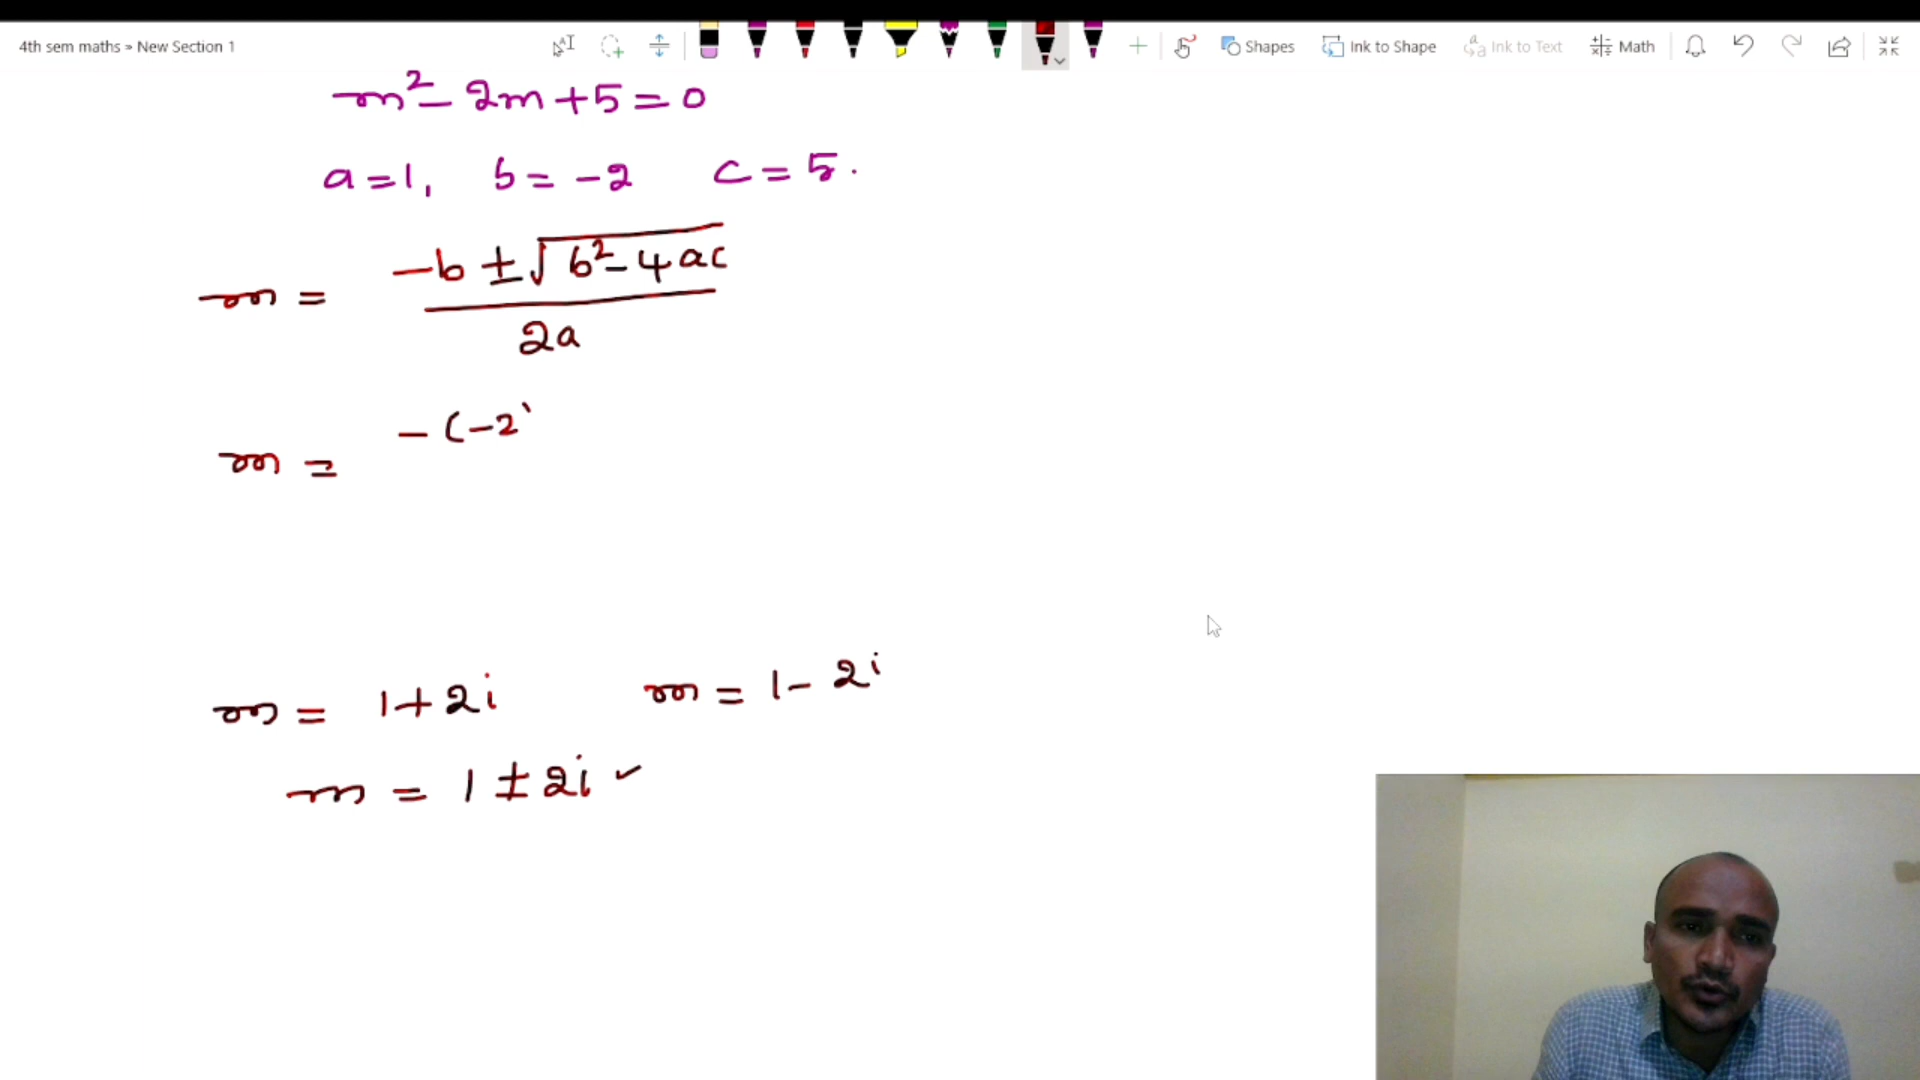 4th sem maths » New Section 1
Shapes Ink to Shape Ink to Text Math
m² - 2m + 5 = 0
a = 1, b = -2 c = 5.
m = (-b ± √(b² - 4ac)) / 2a
m = -(-2)
m = 1 + 2i m = 1 - 2i
m = 1 ± 2i ✓